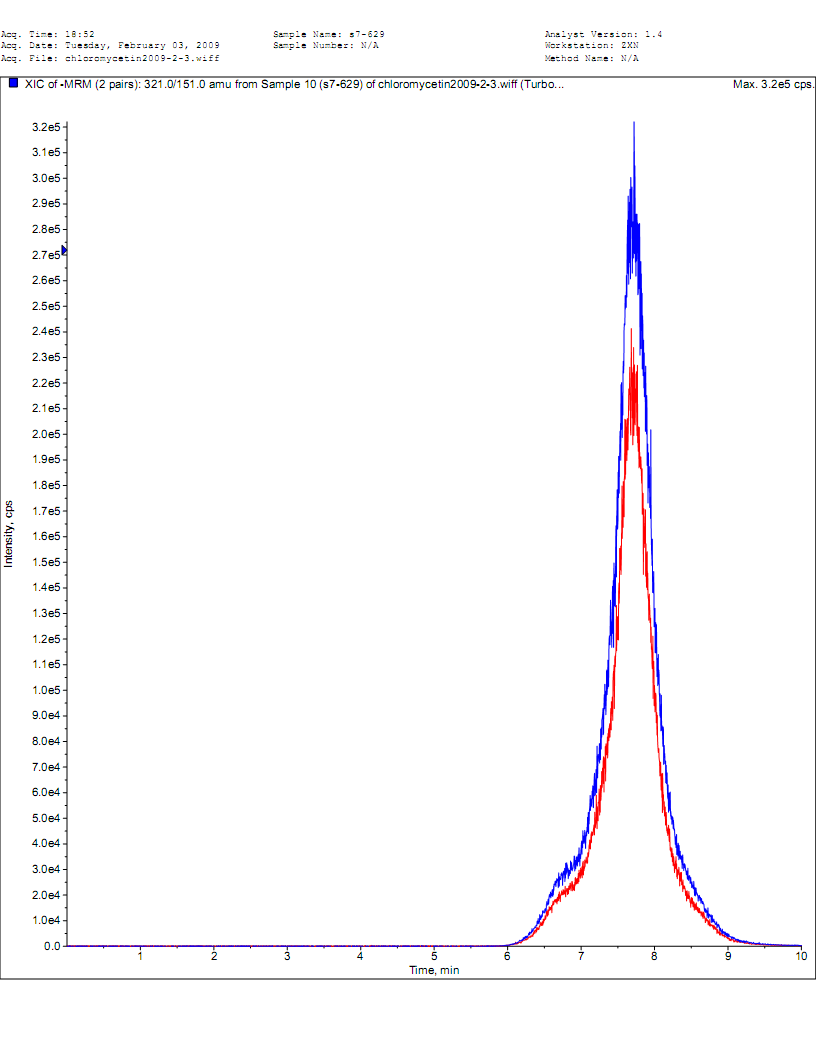 Acq. Time: 18:52 Sample Name: s7-629 Analyst Version: 1.4
Acq. Date: Tuesday, February 03, 2009 Sample Number: N/A Workstation: ZXN
Acq. File: chloromycetin2009-2-3.wiff Method Name: N/A
XIC of -MRM (2 pairs): 321.0/151.0 amu from Sample 10 (s7-629) of chloromycetin2009-2-3.wiff (Turbo... Max. 3.2e5 cps.
3.2e5
3.1e5
3.0e5
2.9e5
2.8e5
2.7e5
2.6e5
2.5e5
2.4e5
2.3e5
2.2e5
2.1e5
2.0e5
1.9e5
1.8e5
1.7e5
1.6e5
1.5e5
1.4e5
1.3e5
1.2e5
1.1e5
1.0e5
9.0e4
8.0e4
7.0e4
6.0e4
5.0e4
4.0e4
3.0e4
2.0e4
1.0e4
0.0
Intensity, cps
1 2 3 4 5 6 7 8 9 10
Time, min